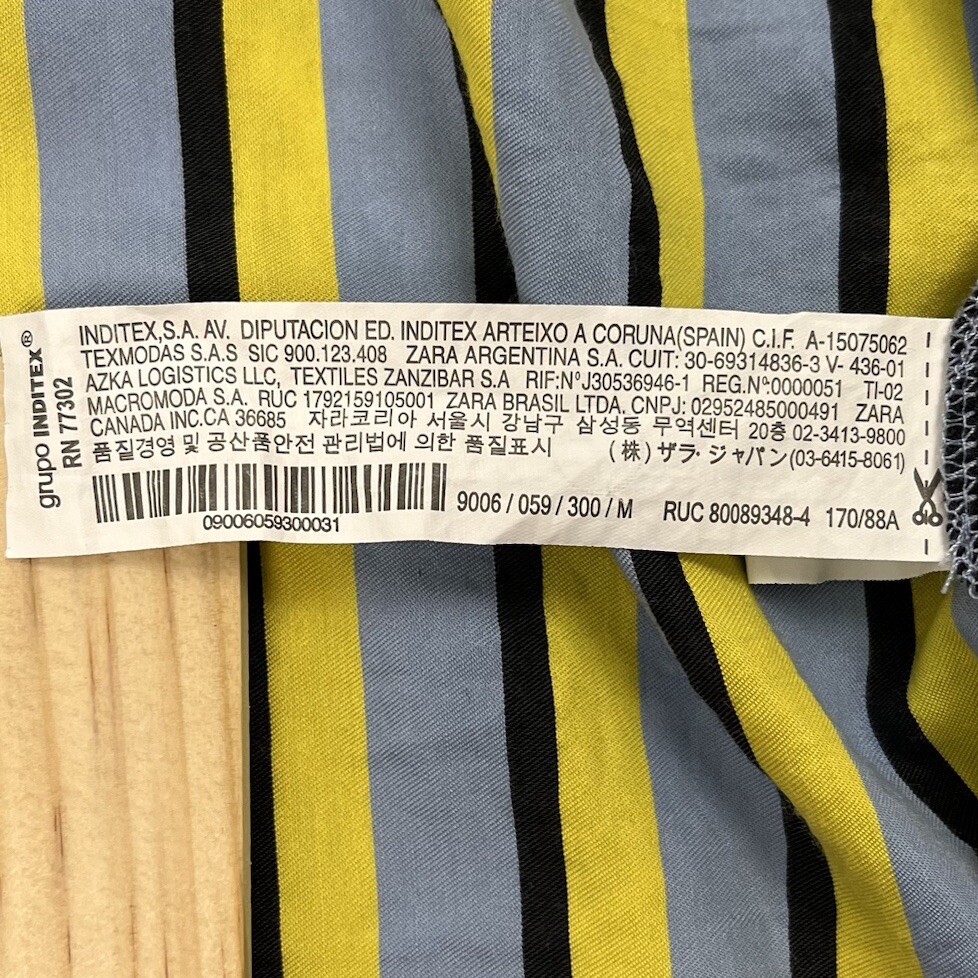 grupo INDITEX®
RN 77302
INDITEX,S.A. AV. DIPUTACION ED. INDITEX ARTEIXO A CORUNA(SPAIN) C.I.F. A-15075062
TEXMODAS S.A.S SIC 900.123.408 ZARA ARGENTINA S.A. CUIT: 30-69314836-3 V- 436-01
AZKA LOGISTICS LLC, TEXTILES ZANZIBAR S.A RIF:NºJ30536946-1 REG.Nº:0000051 TI-02
MACROMODA S.A. RUC 1792159105001 ZARA BRASIL LTDA. CNPJ: 02952485000491 ZARA
CANADA INC.CA 36685 자라코리아 서울시 강남구 삼성동 무역센터 20층 02-3413-9800
품질경영 및 공산품안전 관리법에 의한 품질표시 (株) ザラ・ジャパン(03-6415-8061)
9006 / 059 / 300 / M RUC 80089348-4 170/88A
09006059300031